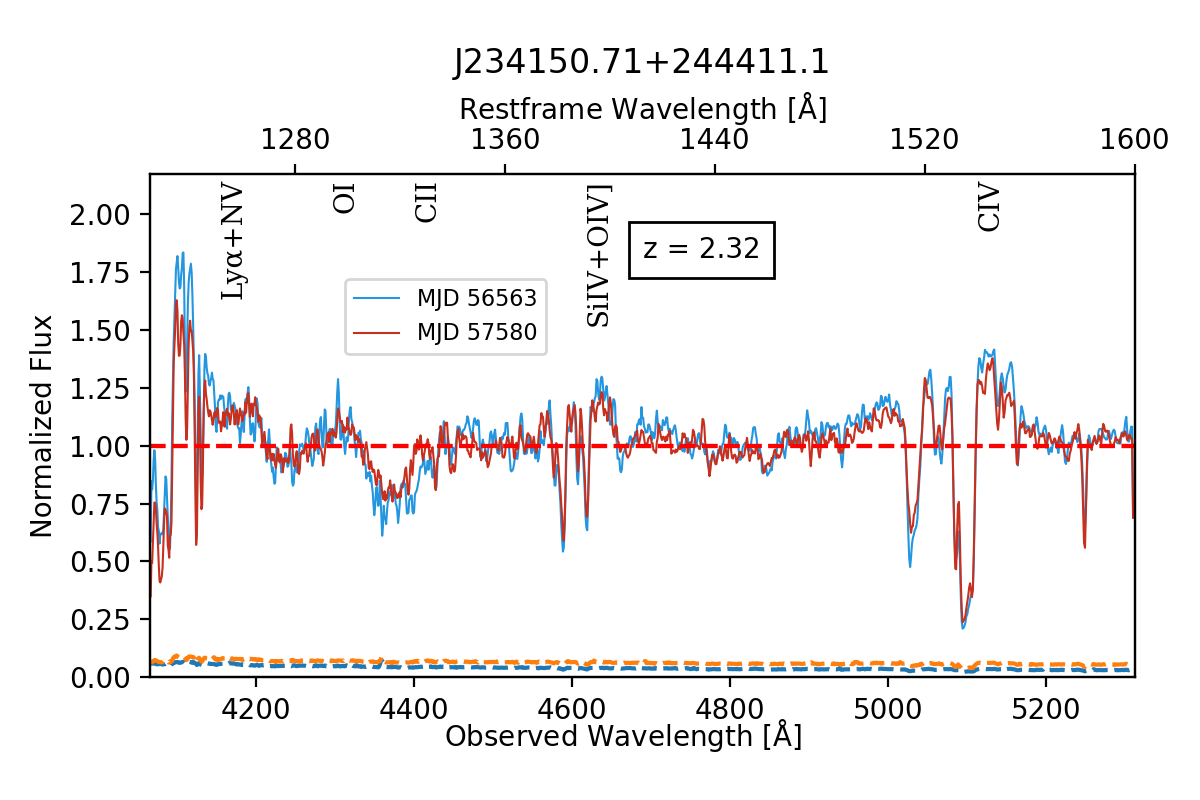 J234150.71+244411.1
Restframe Wavelength [Å]
1280 1360 1440 1520 1600
Normalized Flux
2.00
1.75
1.50
1.25
1.00
0.75
0.50
0.25
0.00
Lyα+NV
OI
CII
SiIV+OIV]
CIV
z = 2.32
MJD 56563
MJD 57580
4200 4400 4600 4800 5000 5200
Observed Wavelength [Å]